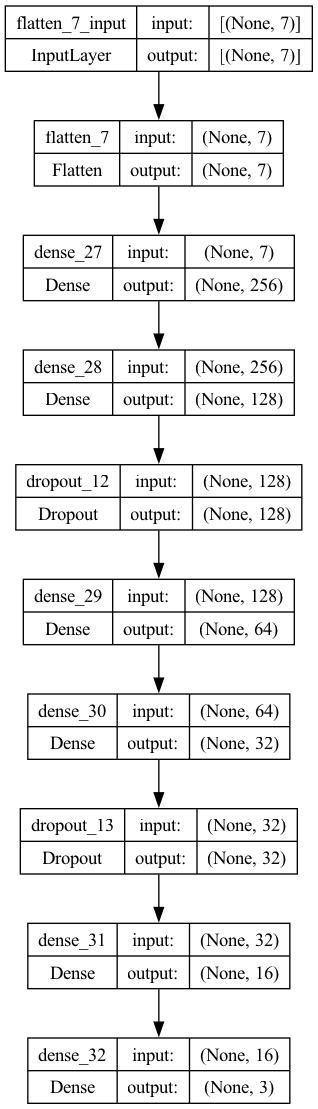 flatten_7_input input: [(None, 7)]
InputLayer output: [(None, 7)]
flatten_7 input: (None, 7)
Flatten output: (None, 7)
dense_27 input: (None, 7)
Dense output: (None, 256)
dense_28 input: (None, 256)
Dense output: (None, 128)
dropout_12 input: (None, 128)
Dropout output: (None, 128)
dense_29 input: (None, 128)
Dense output: (None, 64)
dense_30 input: (None, 64)
Dense output: (None, 32)
dropout_13 input: (None, 32)
Dropout output: (None, 32)
dense_31 input: (None, 32)
Dense output: (None, 16)
dense_32 input: (None, 16)
Dense output: (None, 3)